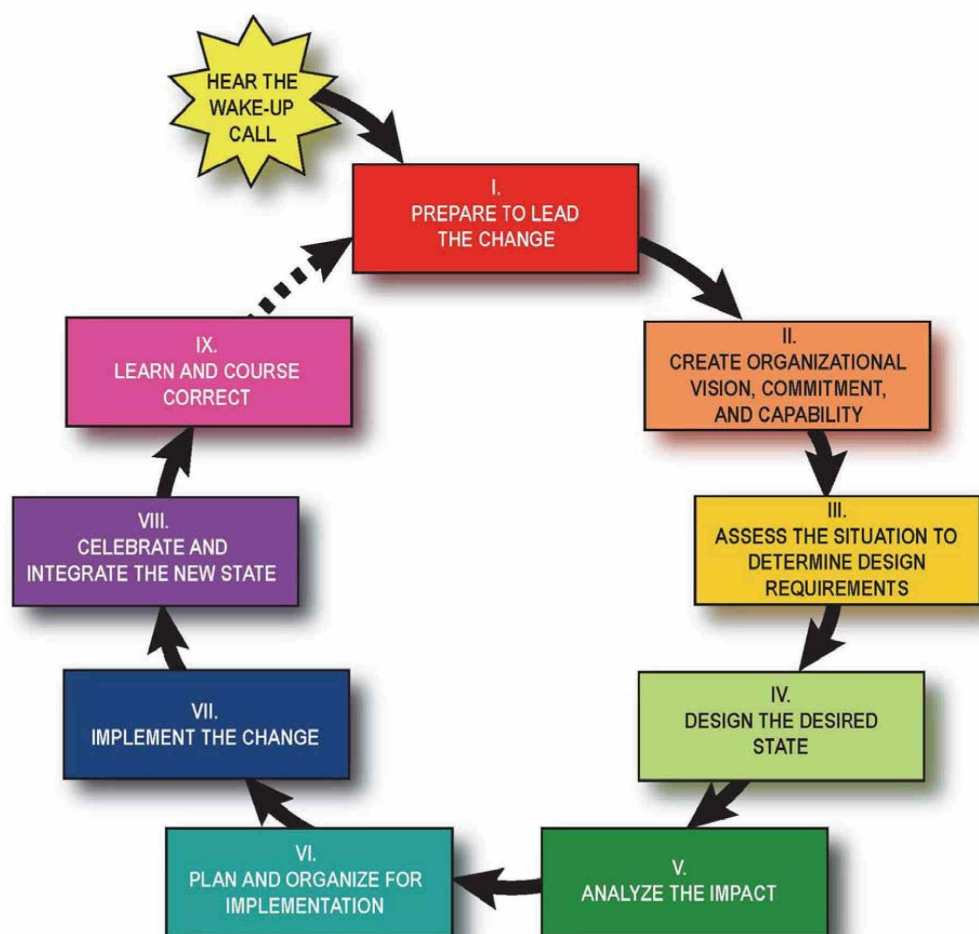 HEAR THE
WAKE-UP
CALL
I.
PREPARE TO LEAD
THE CHANGE
II.
CREATE ORGANIZATIONAL
VISION, COMMITMENT,
AND CAPABILITY
III.
ASSESS THE SITUATION TO
DETERMINE DESIGN
REQUIREMENTS
IV.
DESIGN THE DESIRED
STATE
V.
ANALYZE THE IMPACT
VI.
PLAN AND ORGANIZE FOR
IMPLEMENTATION
VII.
IMPLEMENT THE CHANGE
VIII.
CELEBRATE AND
INTEGRATE THE NEW STATE
IX.
LEARN AND COURSE
CORRECT